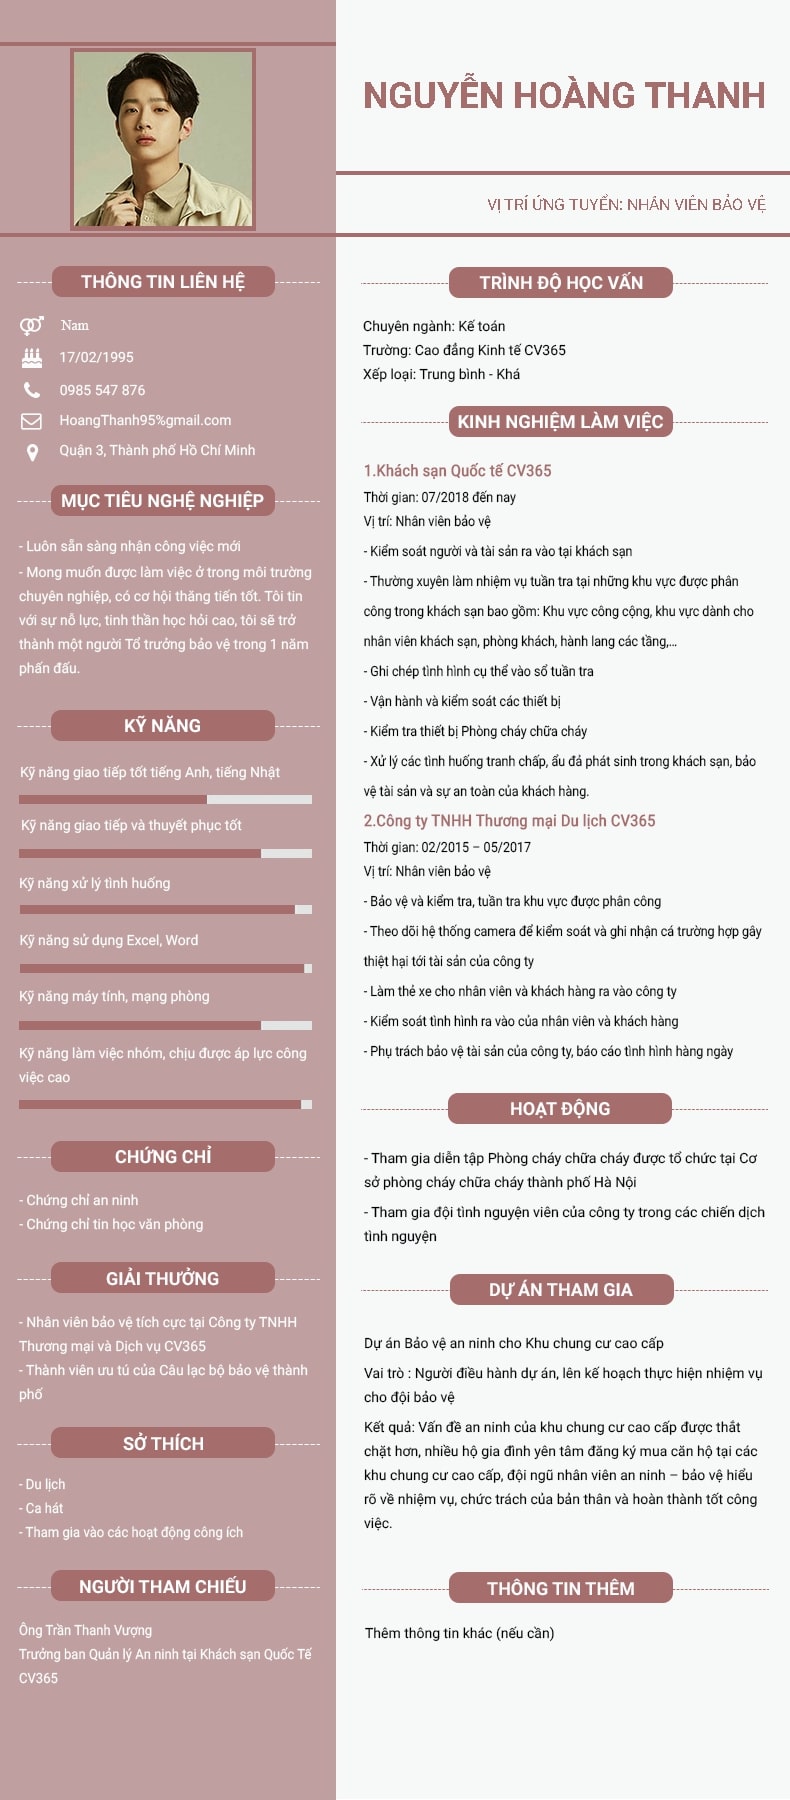 NGUYỄN HOÀNG THANH
VỊ TRÍ ỨNG TUYỂN: NHÂN VIÊN BẢO VỆ
THÔNG TIN LIÊN HỆ
Nam
17/02/1995
0985 547 876
HoangThanh95%gmail.com
Quận 3, Thành phố Hồ Chí Minh
MỤC TIÊU NGHỆ NGHIỆP
- Luôn sẵn sàng nhận công việc mới
- Mong muốn được làm việc ở trong môi trường
chuyên nghiệp, có cơ hội thăng tiến tốt. Tôi tin
với sự nỗ lực, tinh thần học hỏi cao, tôi sẽ trở
thành một người Tổ trưởng bảo vệ trong 1 năm
phấn đấu.
KỸ NĂNG
Kỹ năng giao tiếp tốt tiếng Anh, tiếng Nhật
Kỹ năng giao tiếp và thuyết phục tốt
Kỹ năng xử lý tình huống
Kỹ năng sử dụng Excel, Word
Kỹ năng máy tính, mạng phòng
Kỹ năng làm việc nhóm, chịu được áp lực công
việc cao
CHỨNG CHỈ
- Chứng chỉ an ninh
- Chứng chỉ tin học văn phòng
GIẢI THƯỞNG
- Nhân viên bảo vệ tích cực tại Công ty TNHH
Thương mại và Dịch vụ CV365
- Thành viên ưu tú của Câu lạc bộ bảo vệ thành
phố
SỞ THÍCH
- Du lịch
- Ca hát
- Tham gia vào các hoạt động công ích
NGƯỜI THAM CHIẾU
Ông Trần Thanh Vượng
Trưởng ban Quản lý An ninh tại Khách sạn Quốc Tế
CV365
TRÌNH ĐỘ HỌC VẤN
Chuyên ngành: Kế toán
Trường: Cao đẳng Kinh tế CV365
Xếp loại: Trung bình - Khá
KINH NGHIỆM LÀM VIỆC
1.Khách sạn Quốc tế CV365
Thời gian: 07/2018 đến nay
Vị trí: Nhân viên bảo vệ
- Kiểm soát người và tài sản ra vào tại khách sạn
- Thường xuyên làm nhiệm vụ tuần tra tại những khu vực được phân
công trong khách sạn bao gồm: Khu vực công cộng, khu vực dành cho
nhân viên khách sạn, phòng khách, hành lang các tầng,...
- Ghi chép tình hình cụ thể vào sổ tuần tra
- Vận hành và kiểm soát các thiết bị
- Kiểm tra thiết bị Phòng cháy chữa cháy
- Xử lý các tình huống tranh chấp, ẩu đả phát sinh trong khách sạn, bảo
vệ tài sản và sự an toàn của khách hàng.
2.Công ty TNHH Thương mại Du lịch CV365
Thời gian: 02/2015 – 05/2017
Vị trí: Nhân viên bảo vệ
- Bảo vệ và kiểm tra, tuần tra khu vực được phân công
- Theo dõi hệ thống camera để kiểm soát và ghi nhận cá trường hợp gây
thiệt hại tới tài sản của công ty
- Làm thẻ xe cho nhân viên và khách hàng ra vào công ty
- Kiểm soát tình hình ra vào của nhân viên và khách hàng
- Phụ trách bảo vệ tài sản của công ty, báo cáo tình hình hàng ngày
HOẠT ĐỘNG
- Tham gia diễn tập Phòng cháy chữa cháy được tổ chức tại Cơ
sở phòng cháy chữa cháy thành phố Hà Nội
- Tham gia đội tình nguyện viên của công ty trong các chiến dịch
tình nguyện
DỰ ÁN THAM GIA
Dự án Bảo vệ an ninh cho Khu chung cư cao cấp
Vai trò : Người điều hành dự án, lên kế hoạch thực hiện nhiệm vụ
cho đội bảo vệ
Kết quả: Vấn đề an ninh của khu chung cư cao cấp được thắt
chặt hơn, nhiều hộ gia đình yên tâm đăng ký mua căn hộ tại các
khu chung cư cao cấp, đội ngũ nhân viên an ninh – bảo vệ hiểu
rõ về nhiệm vụ, chức trách của bản thân và hoàn thành tốt công
việc.
THÔNG TIN THÊM
Thêm thông tin khác (nếu cần)